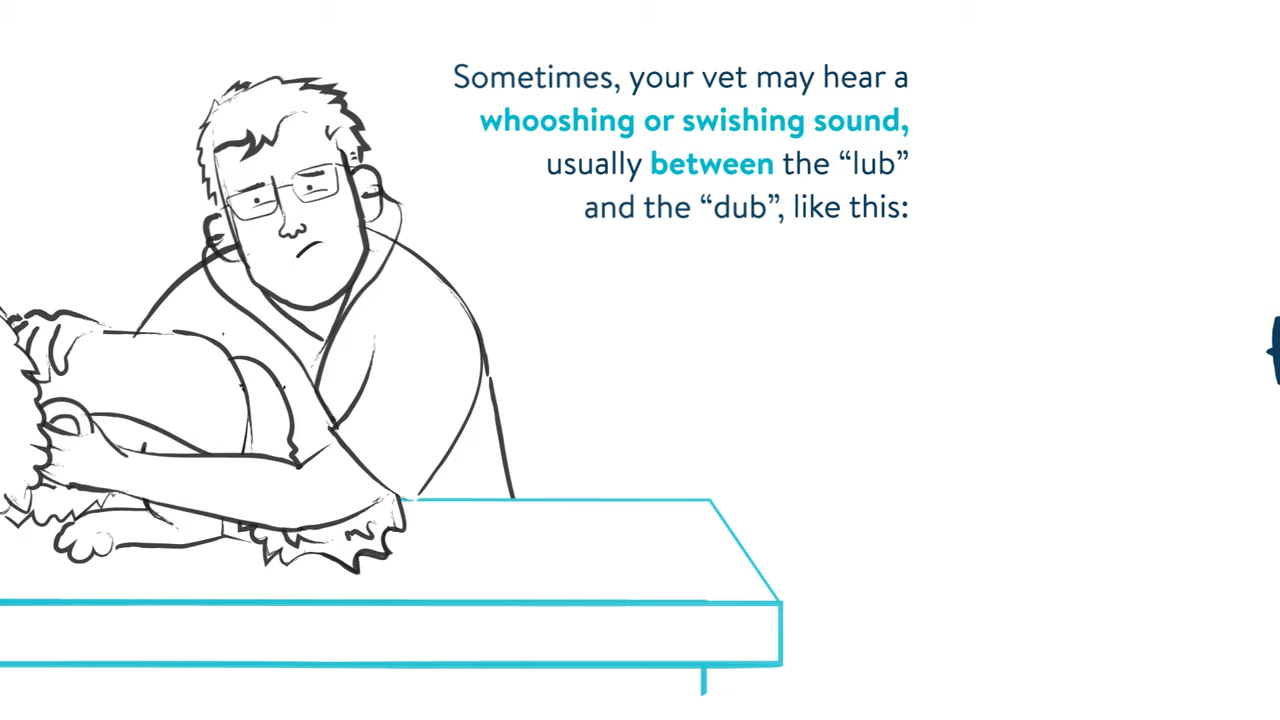 Sometimes, your vet may hear a
whooshing or swishing sound,
usually between the “lub”
and the “dub”, like this: